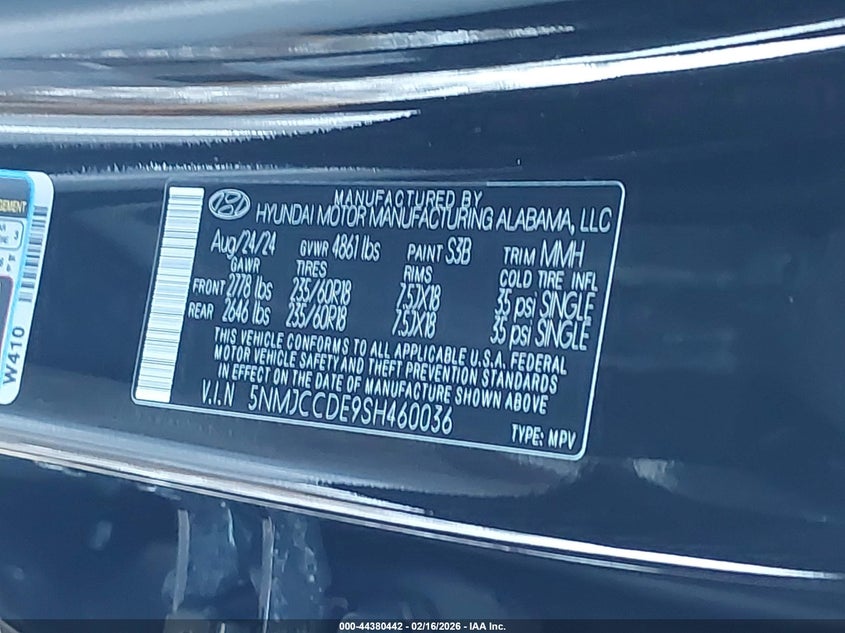 MANUFACTURED BY
HYUNDAI MOTOR MANUFACTURING ALABAMA, LLC
Aug/24/24 GVWR 4861 lbs PAINT S3B TRIM MMH
GAWR TIRES RIMS COLD TIRE INFL
FRONT 2778 lbs 235/60R18 7.5JX18 35 psi SINGLE
REAR 2646 lbs 235/60R18 7.5JX18 35 psi SINGLE
THIS VEHICLE CONFORMS TO ALL APPLICABLE U.S.A. FEDERAL
MOTOR VEHICLE SAFETY AND THEFT PREVENTION STANDARDS
IN EFFECT ON THE DATE OF MANUFACTURE SHOWN ABOVE
V.I.N 5NMJCCDE9SH460036
TYPE: MPV
W410
000-44380442 - 02/16/2026 - IAA Inc.